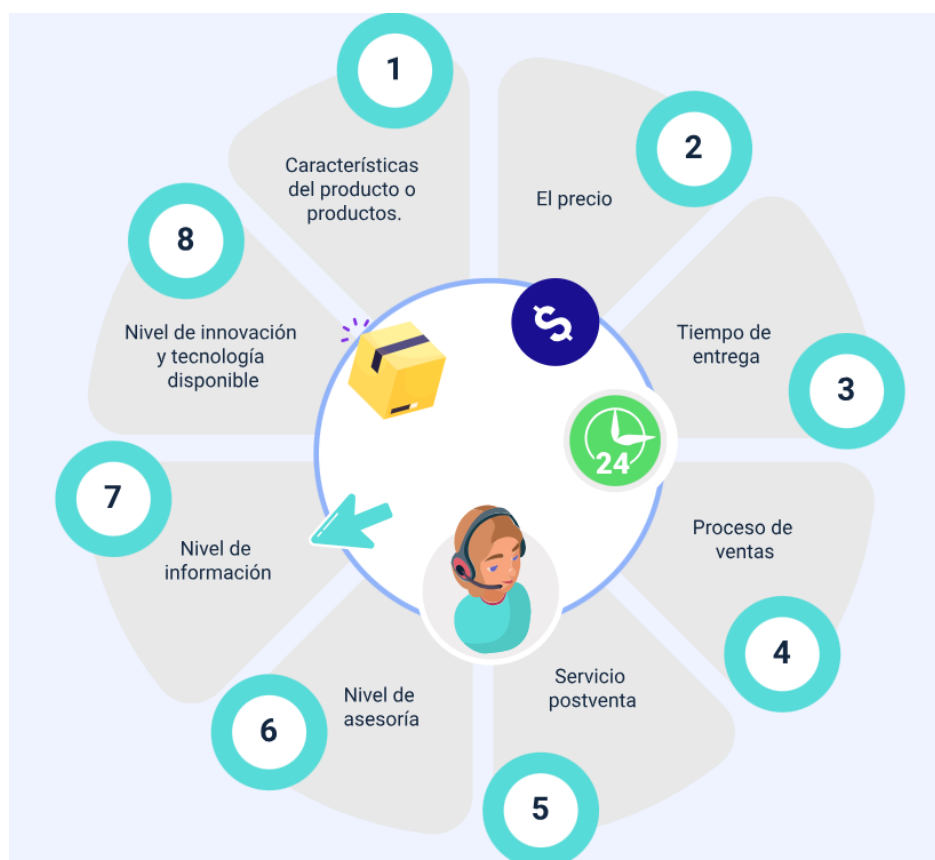 1
Característícas
del producto o
productos.
2
El precio
3
Tiempo de
entrega
4
Proceso de
ventas
5
Servicio
postventa
6
Nivel de
asesoría
7
Nivel de
información
8
Nivel de innovación
y tecnología
disponible
$
24